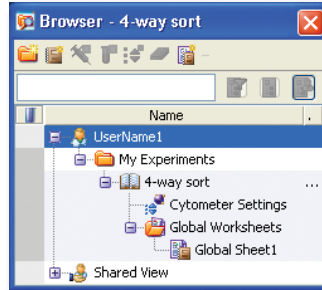 Browser - 4-way sort
Name
.
UserName1
My Experiments
4-way sort
...
Cytometer Settings
Global Worksheets
Global Sheet1
Shared View